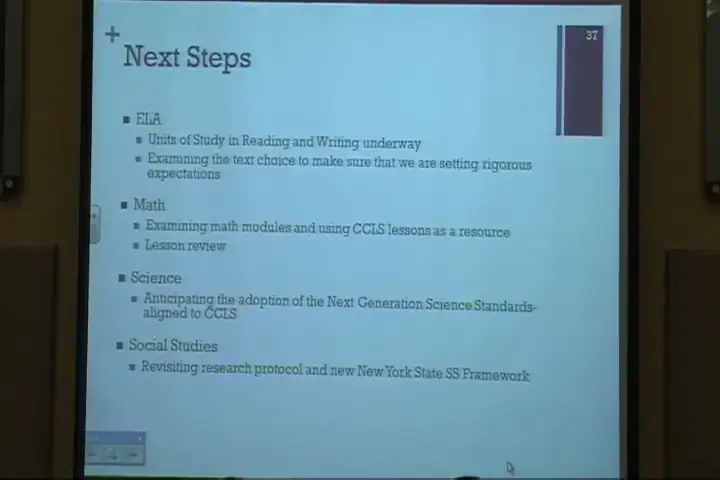 37
+
Next Steps
■ ELA
■ Units of Study in Reading and Writing underway
■ Examining the text choice to make sure that we are setting rigorous
expectations
■ Math
■ Examining math modules and using CCLS lessons as a resource
■ Lesson review
■ Science
■ Anticipating the adoption of the Next Generation Science Standards-
aligned to CCLS
■ Social Studies
■ Revisiting research protocol and new New York State SS Framework